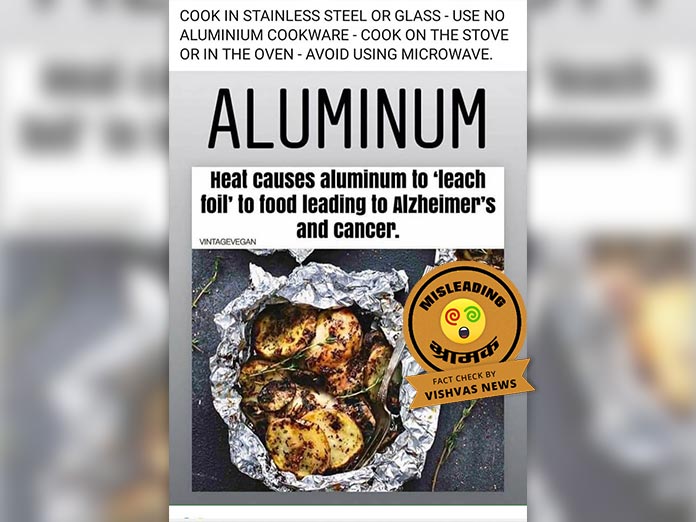 COOK IN STAINLESS STEEL OR GLASS - USE NO
ALUMINIUM COOKWARE - COOK ON THE STOVE
OR IN THE OVEN - AVOID USING MICROWAVE.
ALUMINUM
Heat causes aluminum to ‘leach
foil’ to food leading to Alzheimer’s
and cancer.
VINTAGEVEGAN
MISLEADING
भ्रामक
FACT CHECK BY
VISHVAS NEWS